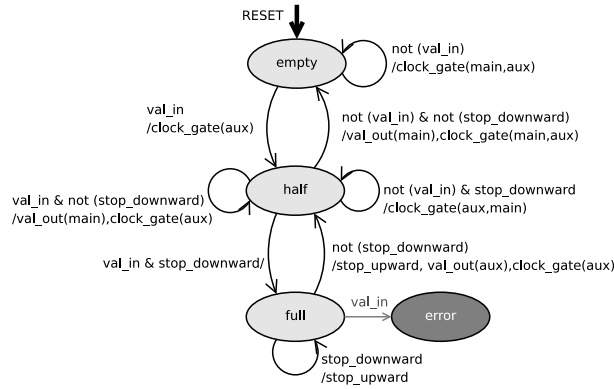 RESET
empty
not (val_in)
/clock_gate(main,aux)
val_in
/clock_gate(aux)
not (val_in) & not (stop_downward)
/val_out(main),clock_gate(main,aux)
val_in & not (stop_downward)
/val_out(main),clock_gate(aux)
half
not (val_in) & stop_downward
/clock_gate(aux,main)
val_in & stop_downward/
not (stop_downward)
/stop_upward, val_out(aux),clock_gate(aux)
full
val_in
error
stop_downward
/stop_upward